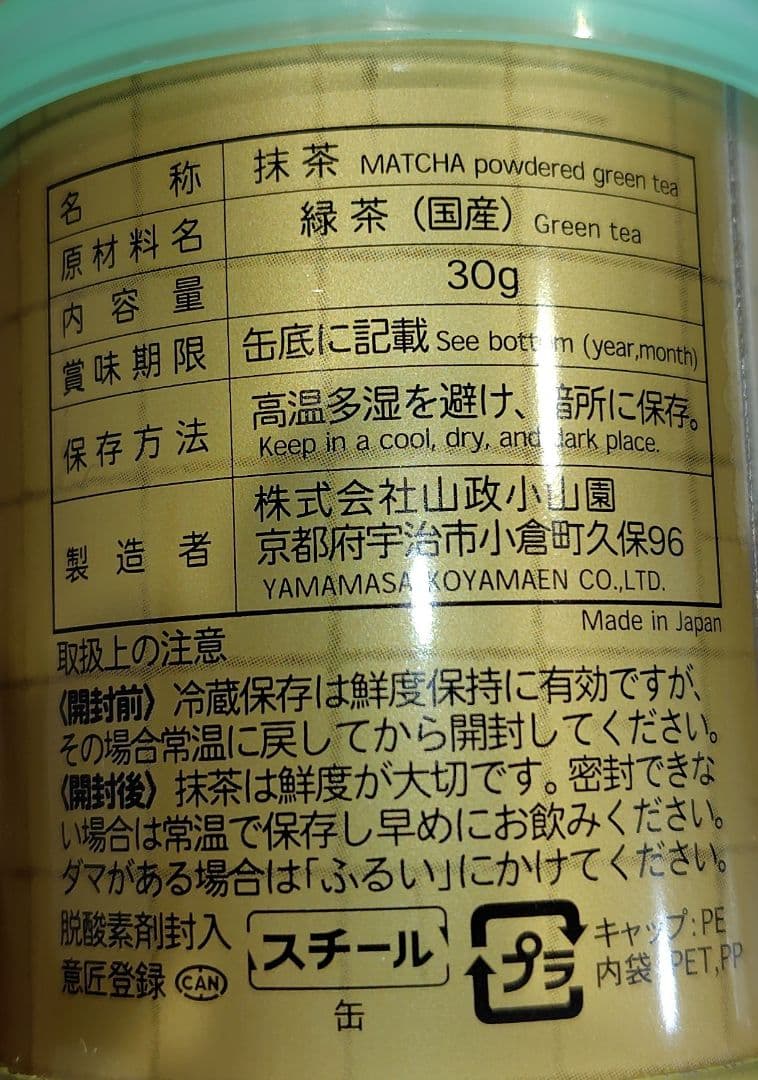 名称 抹茶 MATCHA powdered green tea
原材料名 緑茶（国産）Green tea
内容量 30g
賞味期限 缶底に記載 See bottom (year,month)
保存方法 高温多湿を避け、暗所に保存。
Keep in a cool, dry, and dark place.
製造者 株式会社山政小山園
京都府宇治市小倉町久保96
YAMAMASA KOYAMAEN CO.,LTD.
Made in Japan
取扱上の注意
〈開封前〉冷蔵保存は鮮度保持に有効ですが、
その場合常温に戻してから開封してください。
〈開封後〉抹茶は鮮度が大切です。密封できな
い場合は常温で保存し早めにお飲みください。
ダマがある場合は「ふるい」にかけてください。
脱酸素剤封入
意匠登録 CAN
スチール
缶
プラ
キャップ:PE
内袋:PET,PP